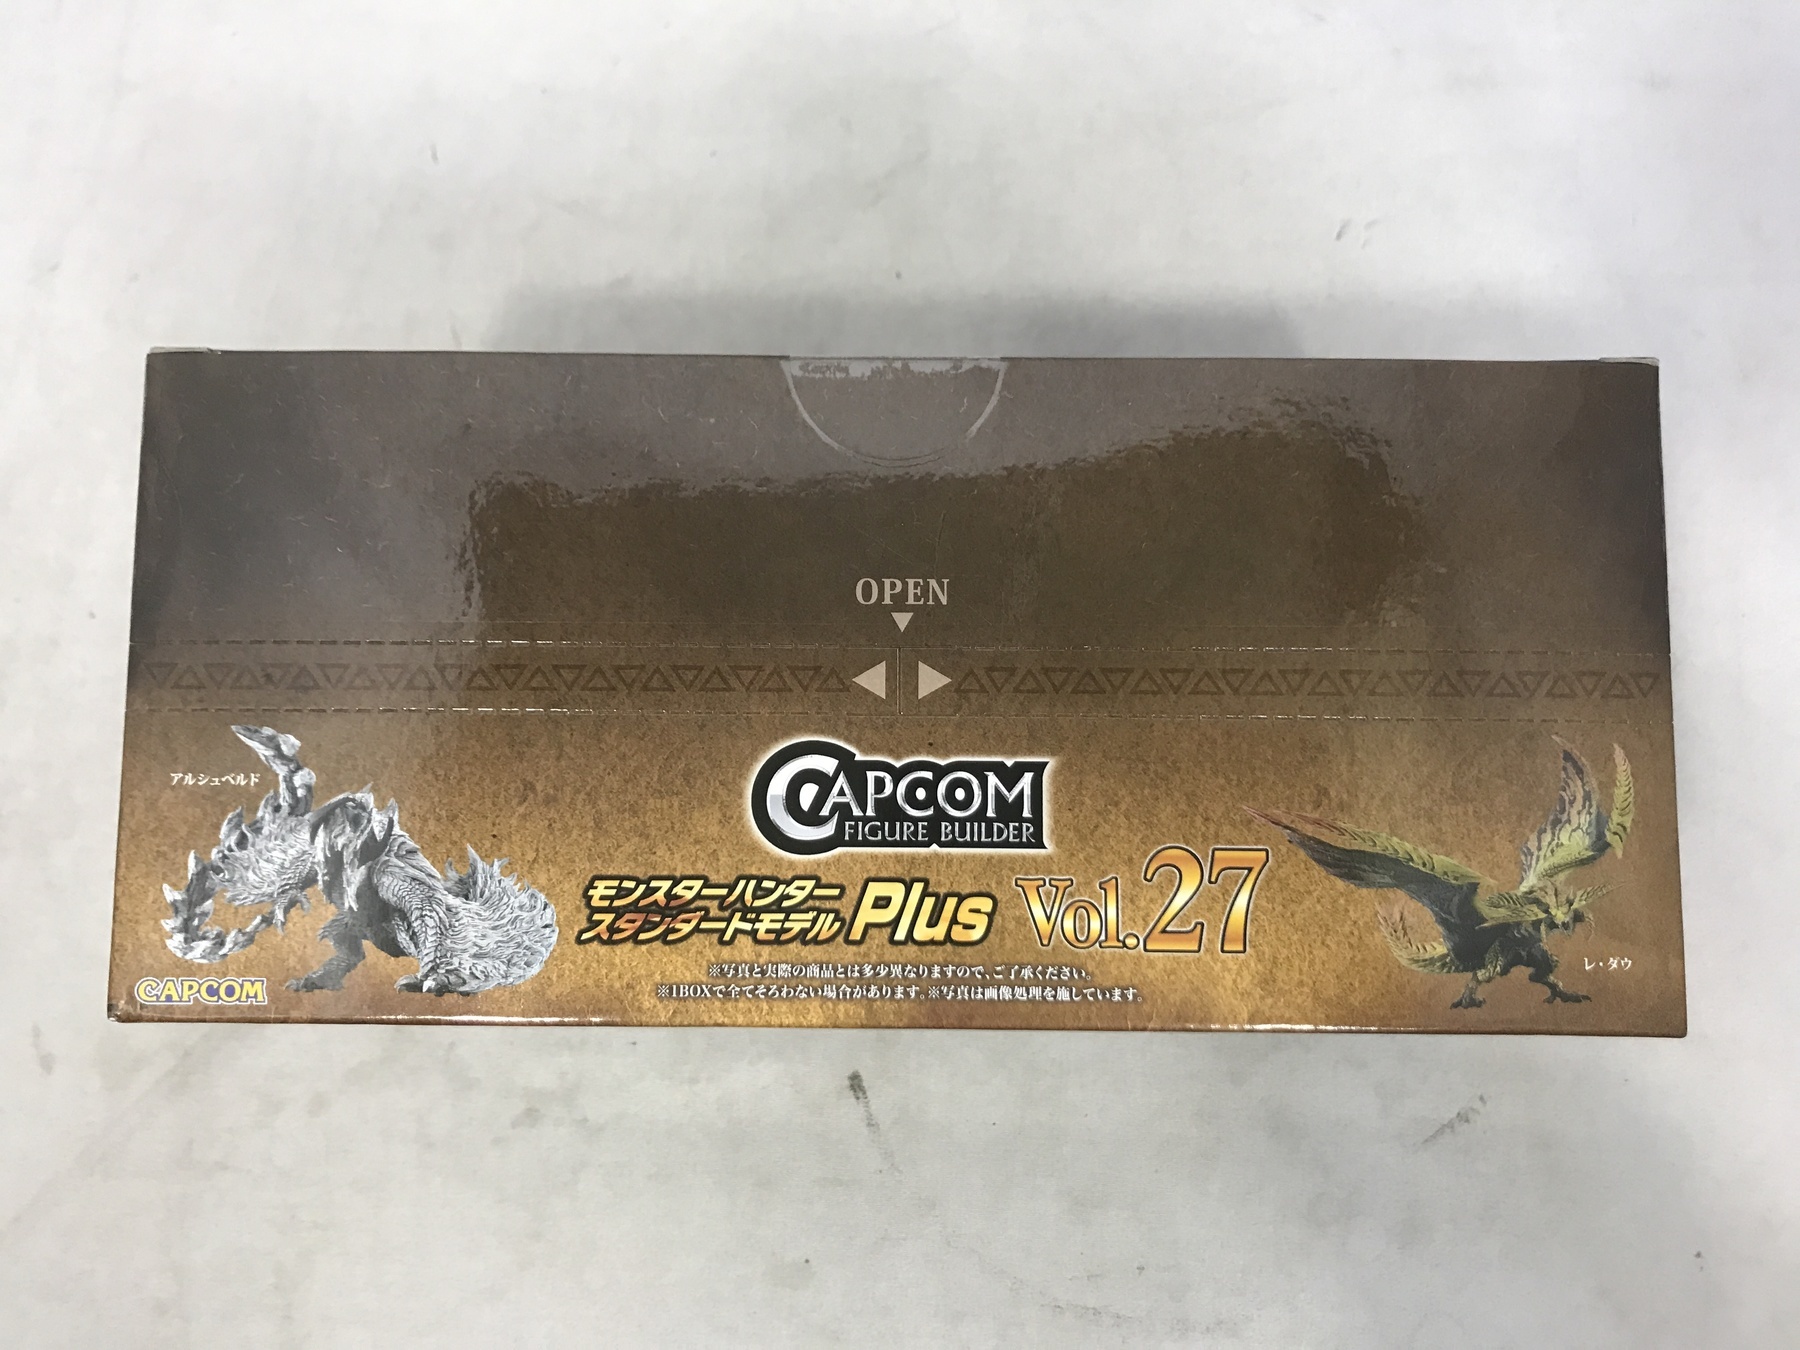 OPEN
アルシュベルド
CAPCOM
FIGURE BUILDER
モンスターハンター
スタンダードモデル Plus Vol.27
レ・ダウ
※写真と実際の商品とは多少異なりますので、ご了承ください。
※1BOXで全てそろわない場合があります。※写真は画像処理を施しています。
CAPCOM